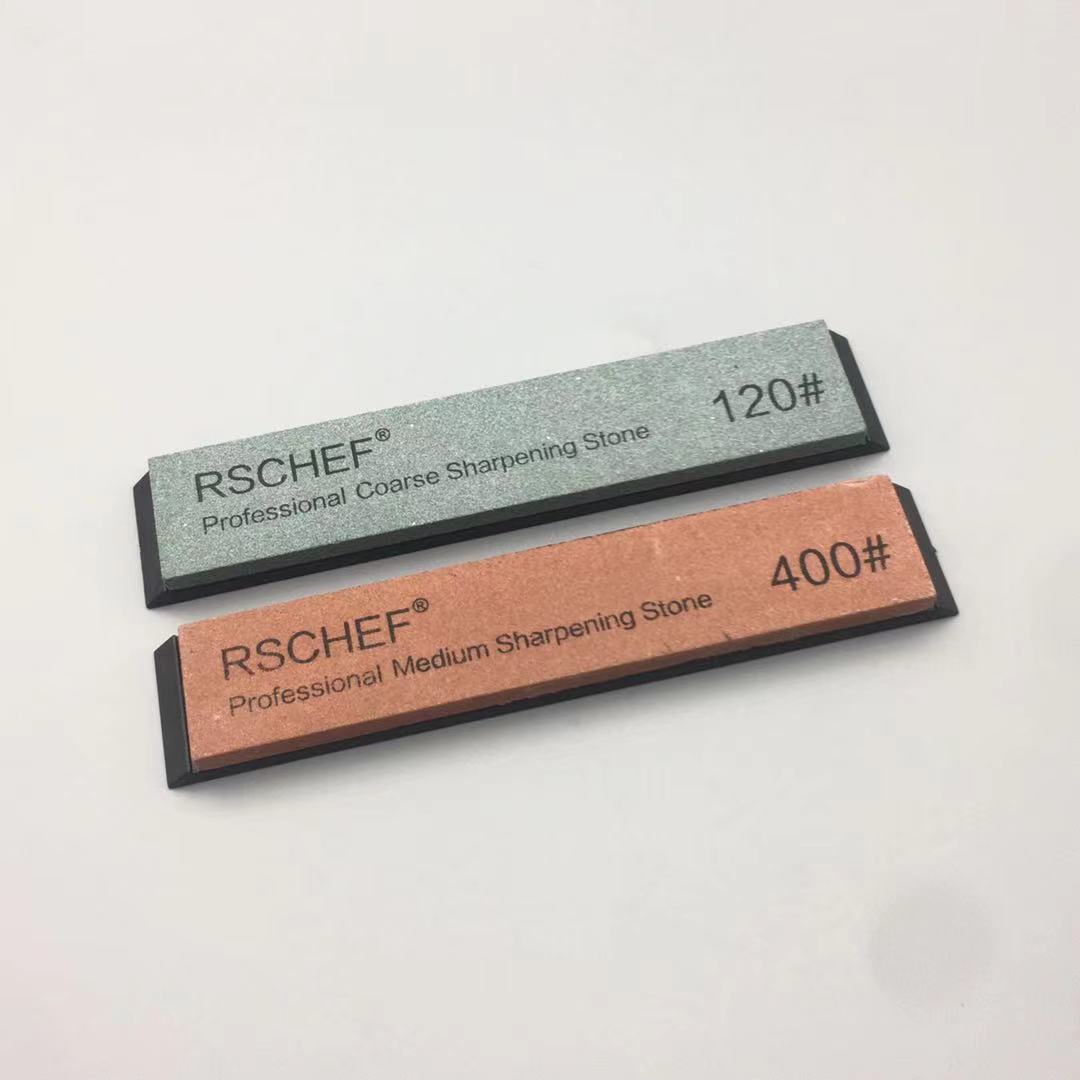 RSCHEF®
Professional Coarse Sharpening Stone
120#
RSCHEF®
Professional Medium Sharpening Stone
400#